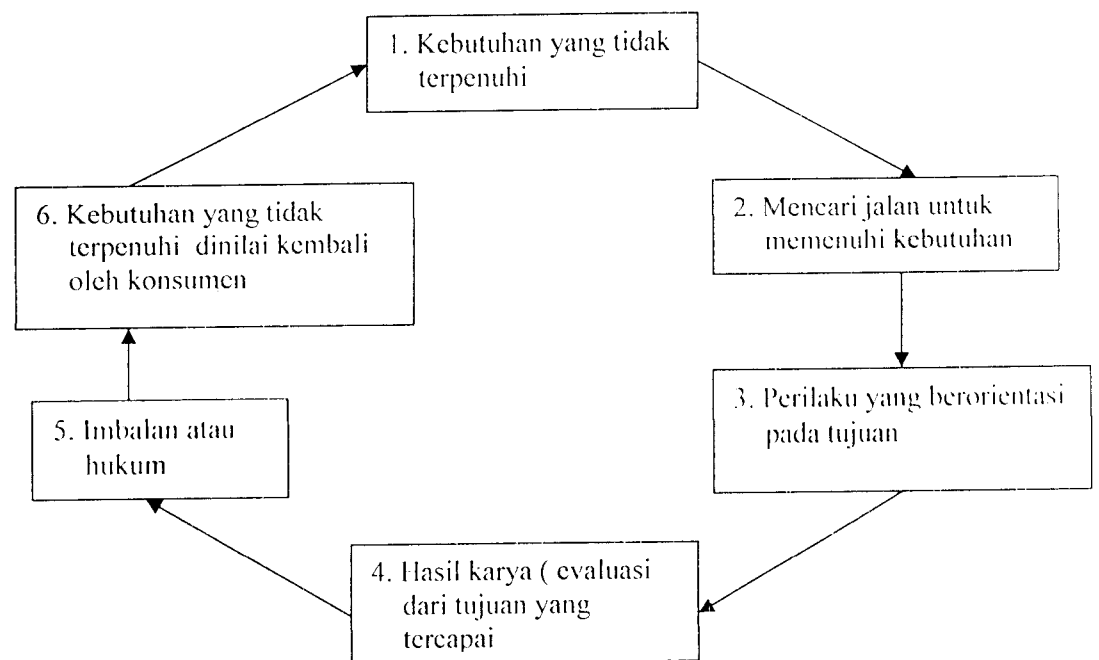 1. Kebutuhan yang tidak
terpenuhi
2. Mencari jalan untuk
memenuhi kebutuhan
3. Perilaku yang berorientasi
pada tujuan
4. Hasil karya ( evaluasi
dari tujuan yang
tercapai
5. Imbalan atau
hukum
6. Kebutuhan yang tidak
terpenuhi dinilai kembali
oleh konsumen